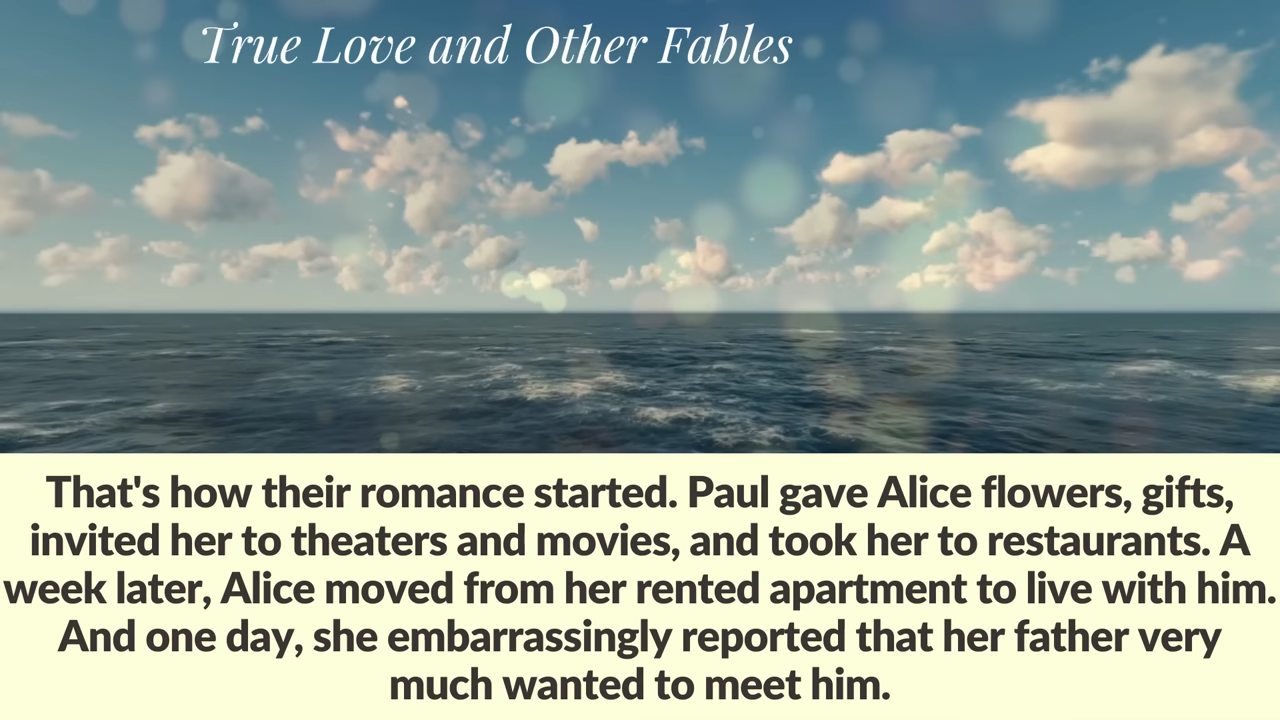 True Love and Other Fables
That's how their romance started. Paul gave Alice flowers, gifts,
invited her to theaters and movies, and took her to restaurants. A
week later, Alice moved from her rented apartment to live with him.
And one day, she embarrassingly reported that her father very
much wanted to meet him.